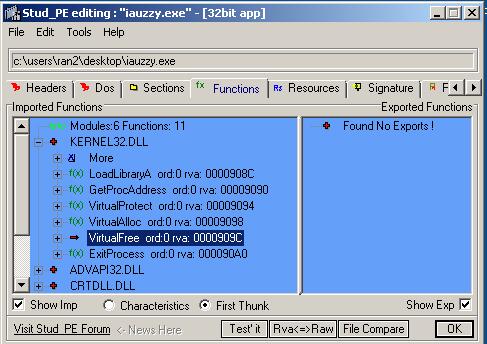 Stud_PE editing : "iauzzy.exe" - [32bit app]
File Edit Tools Help
c:\users\ran2\desktop\iauzzy.exe
Headers Dos Sections Functions Resources Signature F
Imported Functions Exported Functions
Modules:6 Functions: 11
KERNEL32.DLL
More
f(x) LoadLibraryA ord:0 rva: 0000908C
f(x) GetProcAddress ord:0 rva: 00009090
f(x) VirtualProtect ord:0 rva: 00009094
f(x) VirtualAlloc ord:0 rva: 00009098
VirtualFree ord:0 rva: 0000909C
f(x) ExitProcess ord:0 rva: 000090A0
ADVAPI32.DLL
CRTDLL.DLL
Found No Exports !
Show Imp Characteristics First Thunk Show Exp
Visit Stud_PE Forum <- News Here Test' it Rva<=>Raw File Compare OK